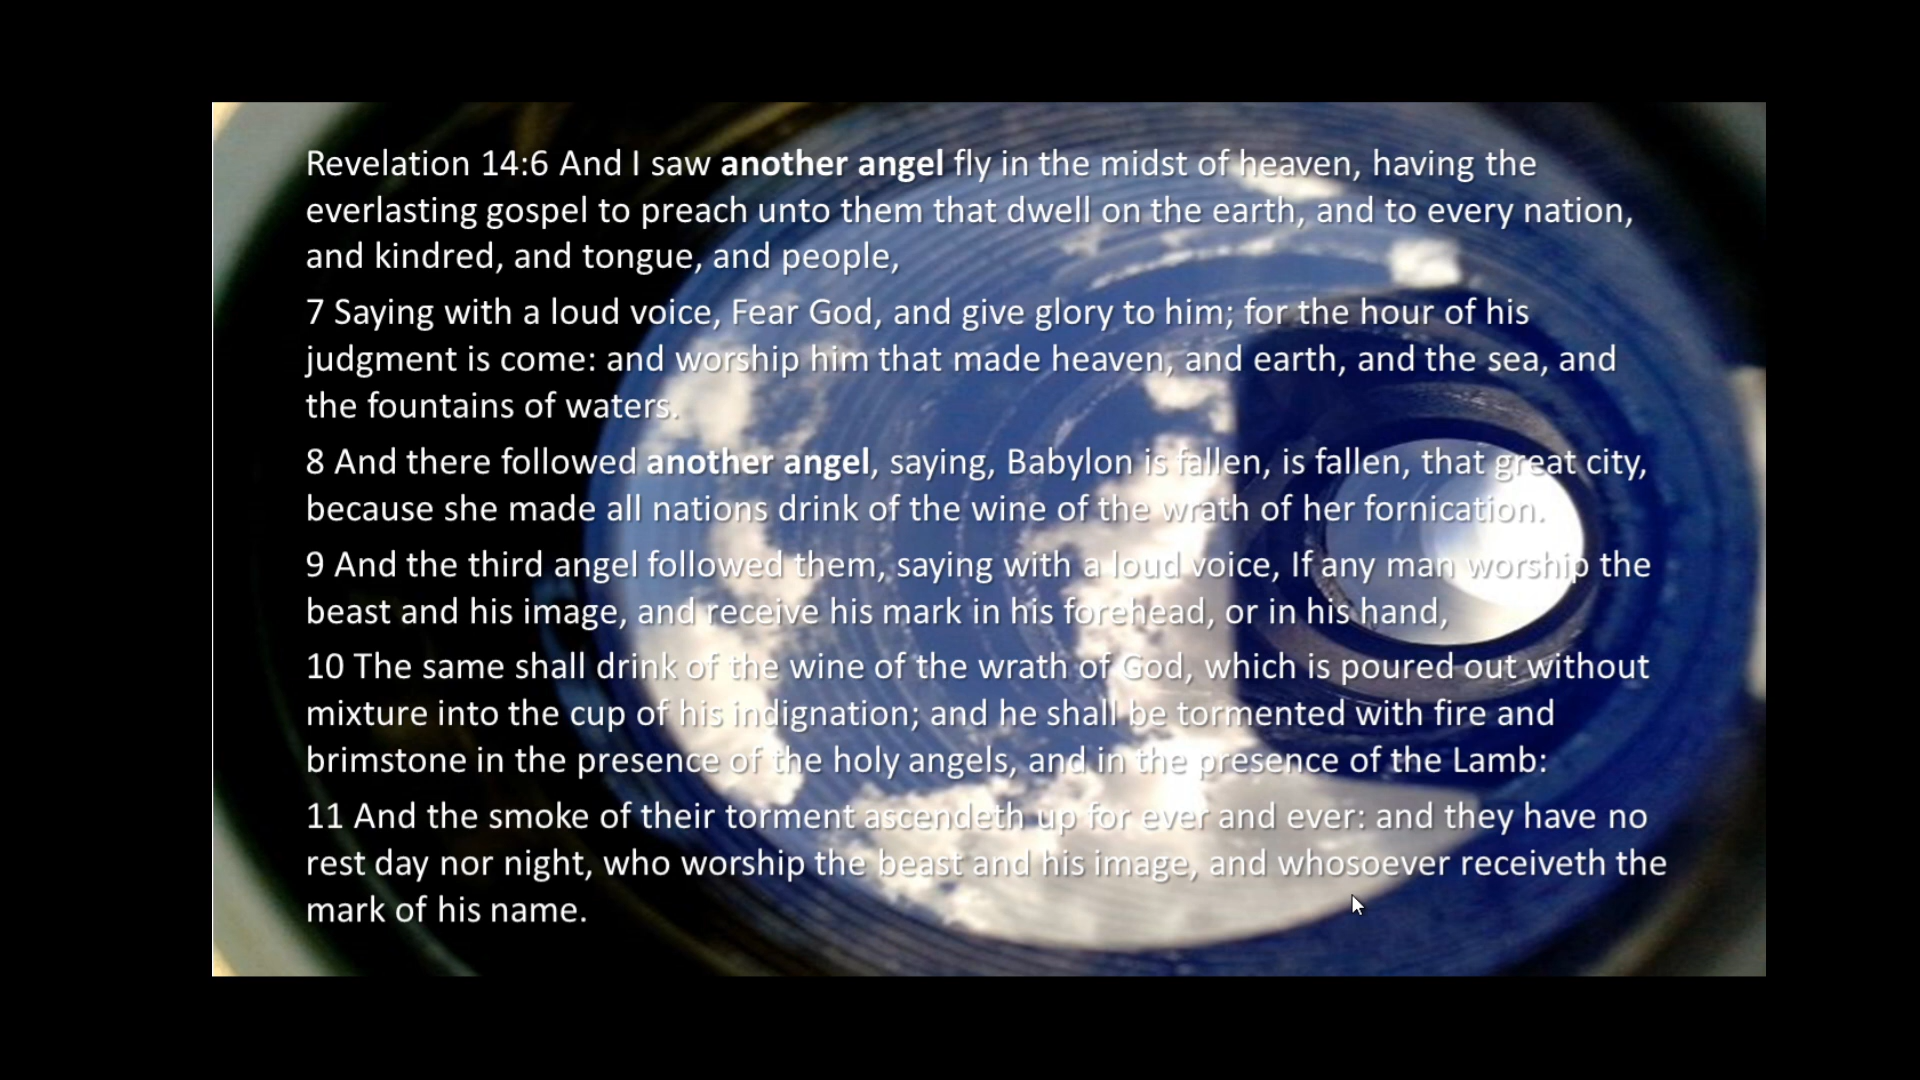 Revelation 14:6 And I saw another angel fly in the midst of heaven, having the
everlasting gospel to preach unto them that dwell on the earth, and to every nation,
and kindred, and tongue, and people,
7 Saying with a loud voice, Fear God, and give glory to him; for the hour of his
judgment is come: and worship him that made heaven, and earth, and the sea, and
the fountains of waters.
8 And there followed another angel, saying, Babylon is fallen, is fallen, that great city,
because she made all nations drink of the wine of the wrath of her fornication.
9 And the third angel followed them, saying with a loud voice, If any man worship the
beast and his image, and receive his mark in his forehead, or in his hand,
10 The same shall drink of the wine of the wrath of God, which is poured out without
mixture into the cup of his indignation; and he shall be tormented with fire and
brimstone in the presence of the holy angels, and in the presence of the Lamb:
11 And the smoke of their torment ascendeth up for ever and ever: and they have no
rest day nor night, who worship the beast and his image, and whosoever receiveth the
mark of his name.